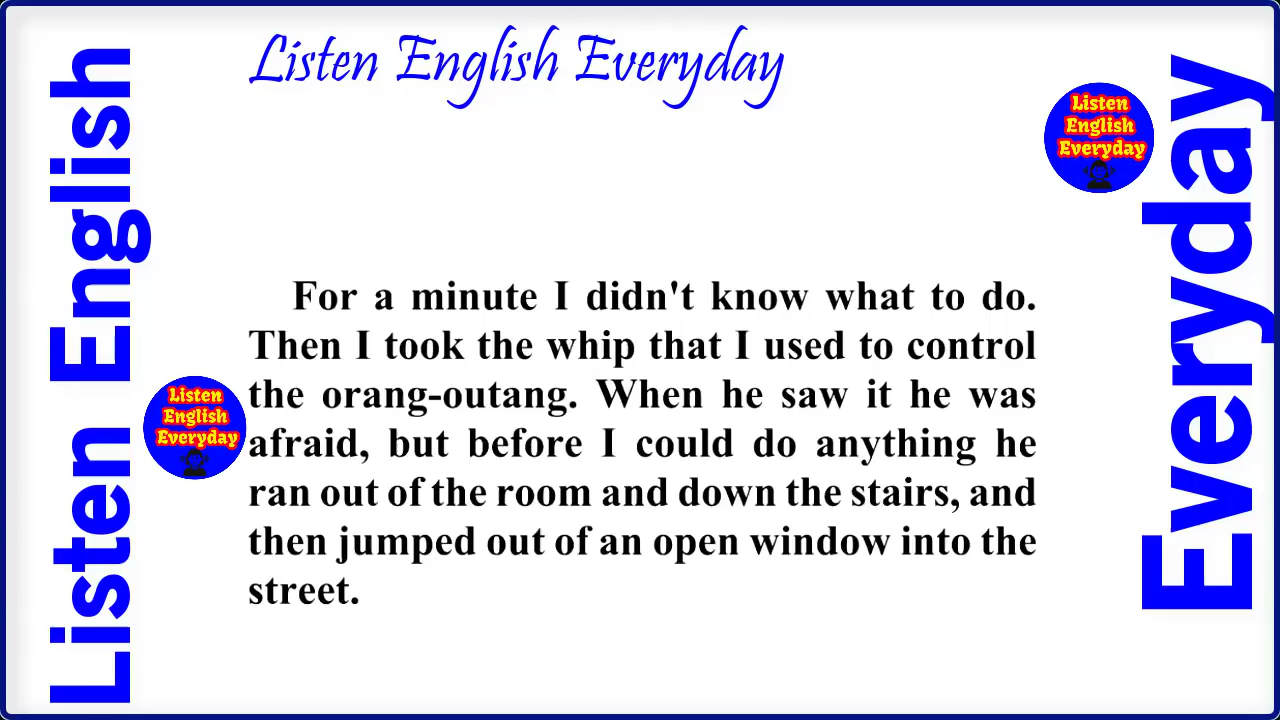 Listen English Everyday
Listen English
Everyday
Listen
English
Everyday
For a minute I didn't know what to do.
Then I took the whip that I used to control
the orang-outang. When he saw it he was
afraid, but before I could do anything he
ran out of the room and down the stairs, and
then jumped out of an open window into the
street.
Listen
English
Everyday